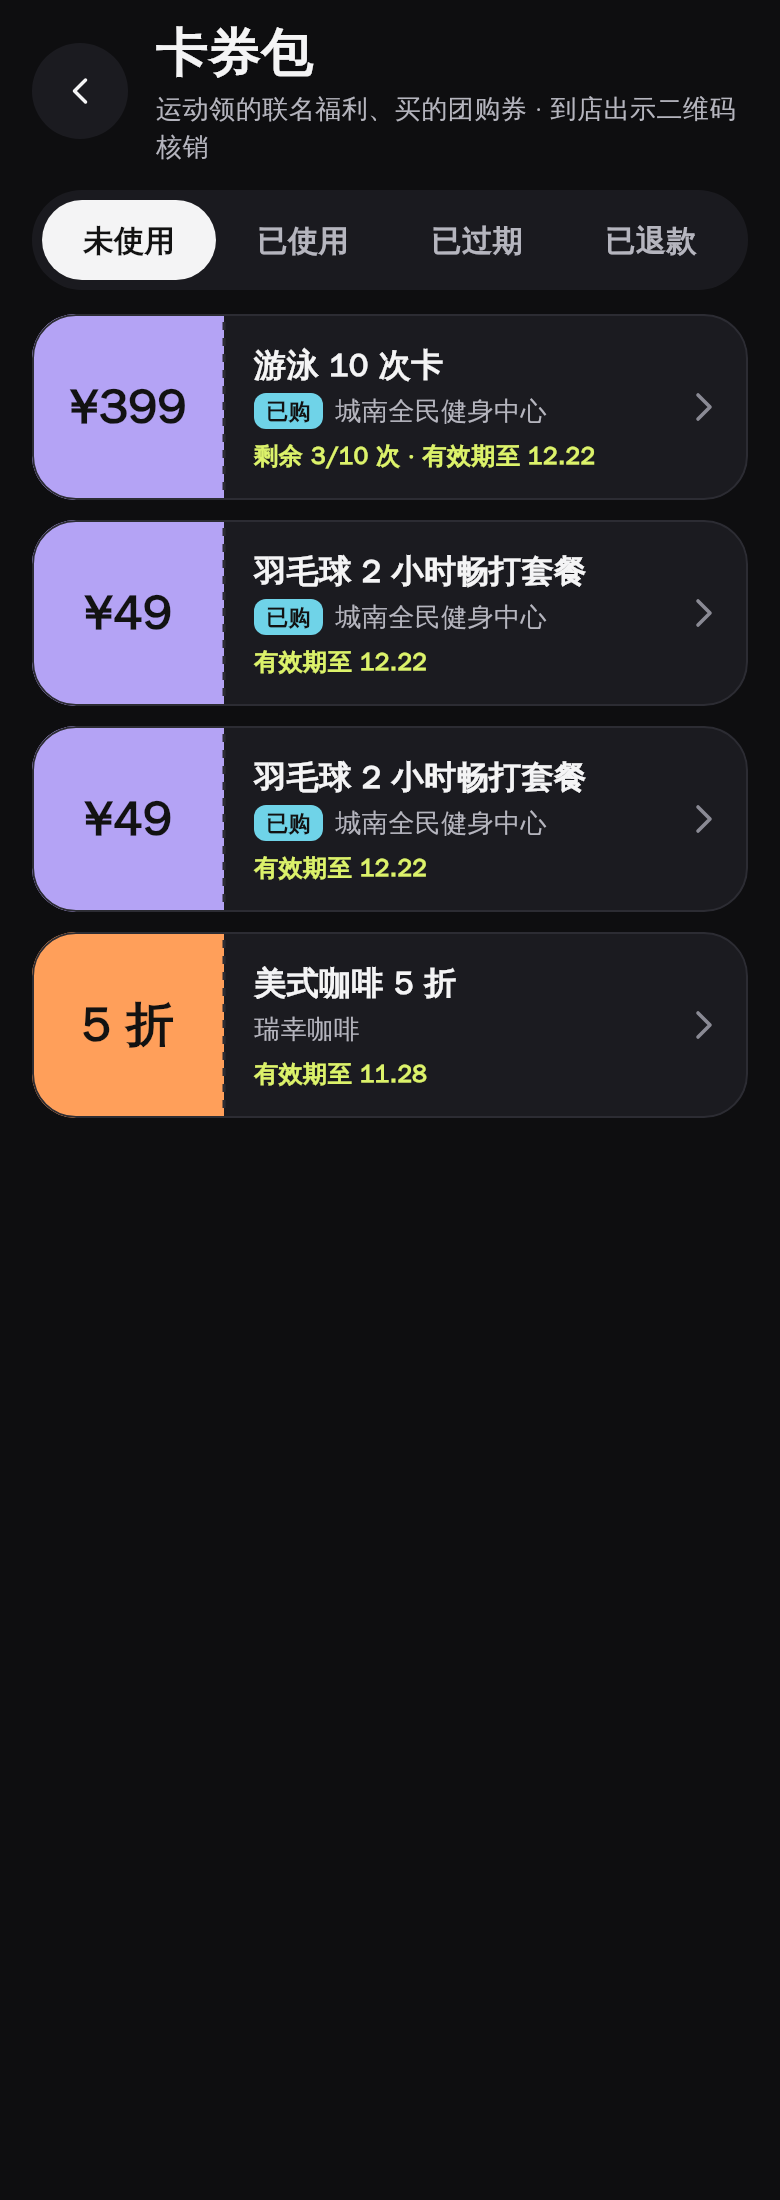 卡券包
运动领的联名福利、买的团购券 · 到店出示二维码
核销
未使用 已使用 已过期 已退款
¥399
游泳 10 次卡
已购 城南全民健身中心
剩余 3/10 次 · 有效期至 12.22
¥49
羽毛球 2 小时畅打套餐
已购 城南全民健身中心
有效期至 12.22
¥49
羽毛球 2 小时畅打套餐
已购 城南全民健身中心
有效期至 12.22
5 折
美式咖啡 5 折
瑞幸咖啡
有效期至 11.28